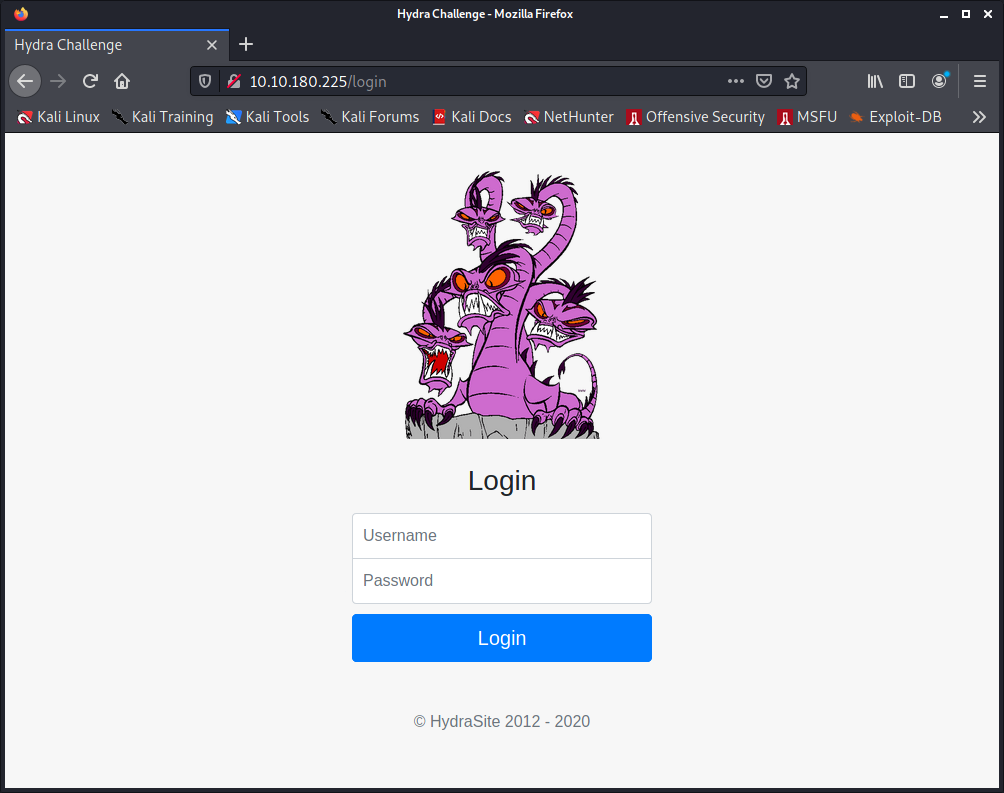 Hydra Challenge - Mozilla Firefox
Hydra Challenge
10.10.180.225/login
Kali Linux Kali Training Kali Tools Kali Forums Kali Docs NetHunter Offensive Security MSFU Exploit-DB
Login
Username
Password
Login
© HydraSite 2012 - 2020